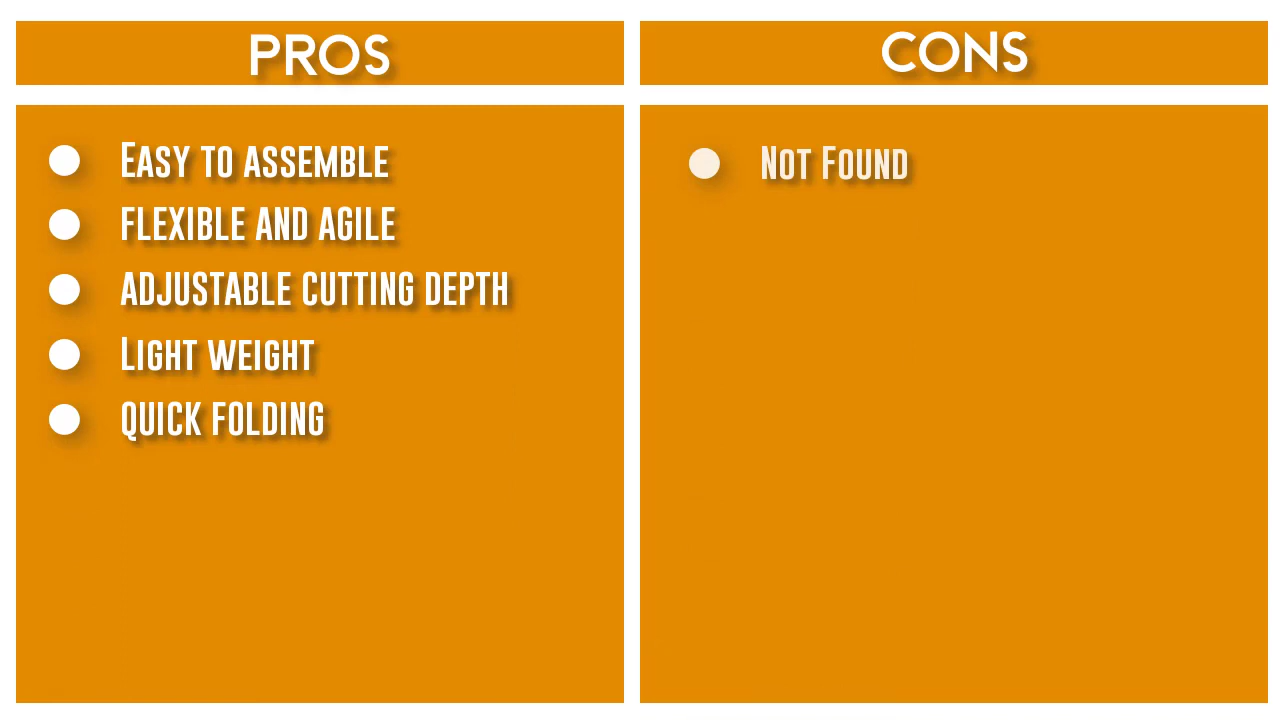 PROS
EASY TO ASSEMBLE
FLEXIBLE AND AGILE
ADJUSTABLE CUTTING DEPTH
LIGHT WEIGHT
QUICK FOLDING
CONS
NOT FOUND